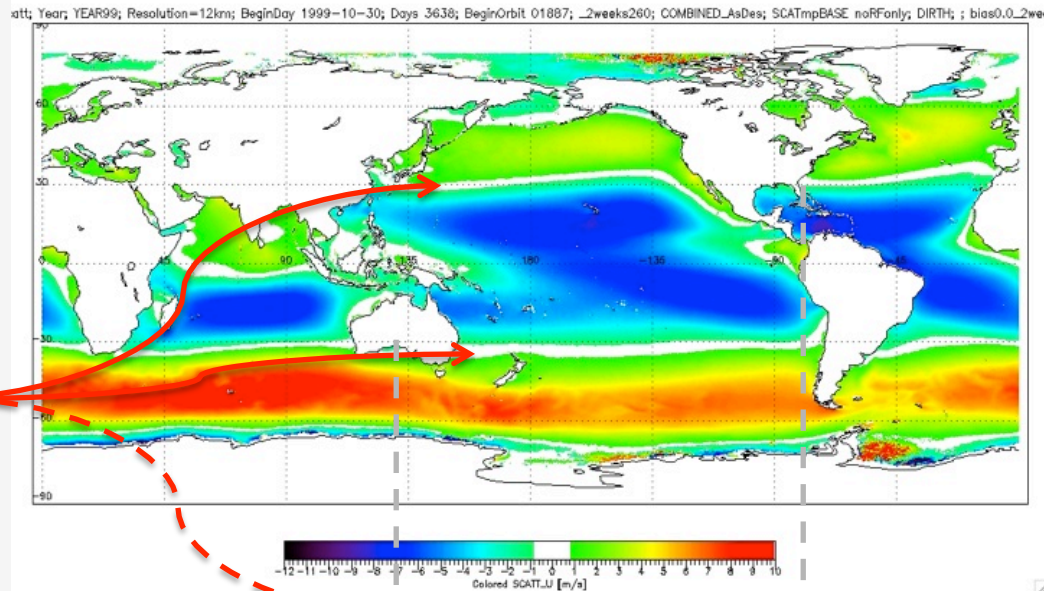 att; Year; YEAR99; Resolution=12km; BeginDay 1999-10-30; Days 3638; BeginOrbit 01887; _2weeks260; COMBINED_AsDes; SCATmpBASE noRFonly; DIRTH; ; bias0.0_2wee
60
30
0 45 90 135 180 -135 -90 -45
-30
-60
-90
-12 -11 -10 -9 -8 -7 -6 -5 -4 -3 -2 -1 0 1 2 3 4 5 6 7 8 9 10
Colored SCATT_U [m/s]